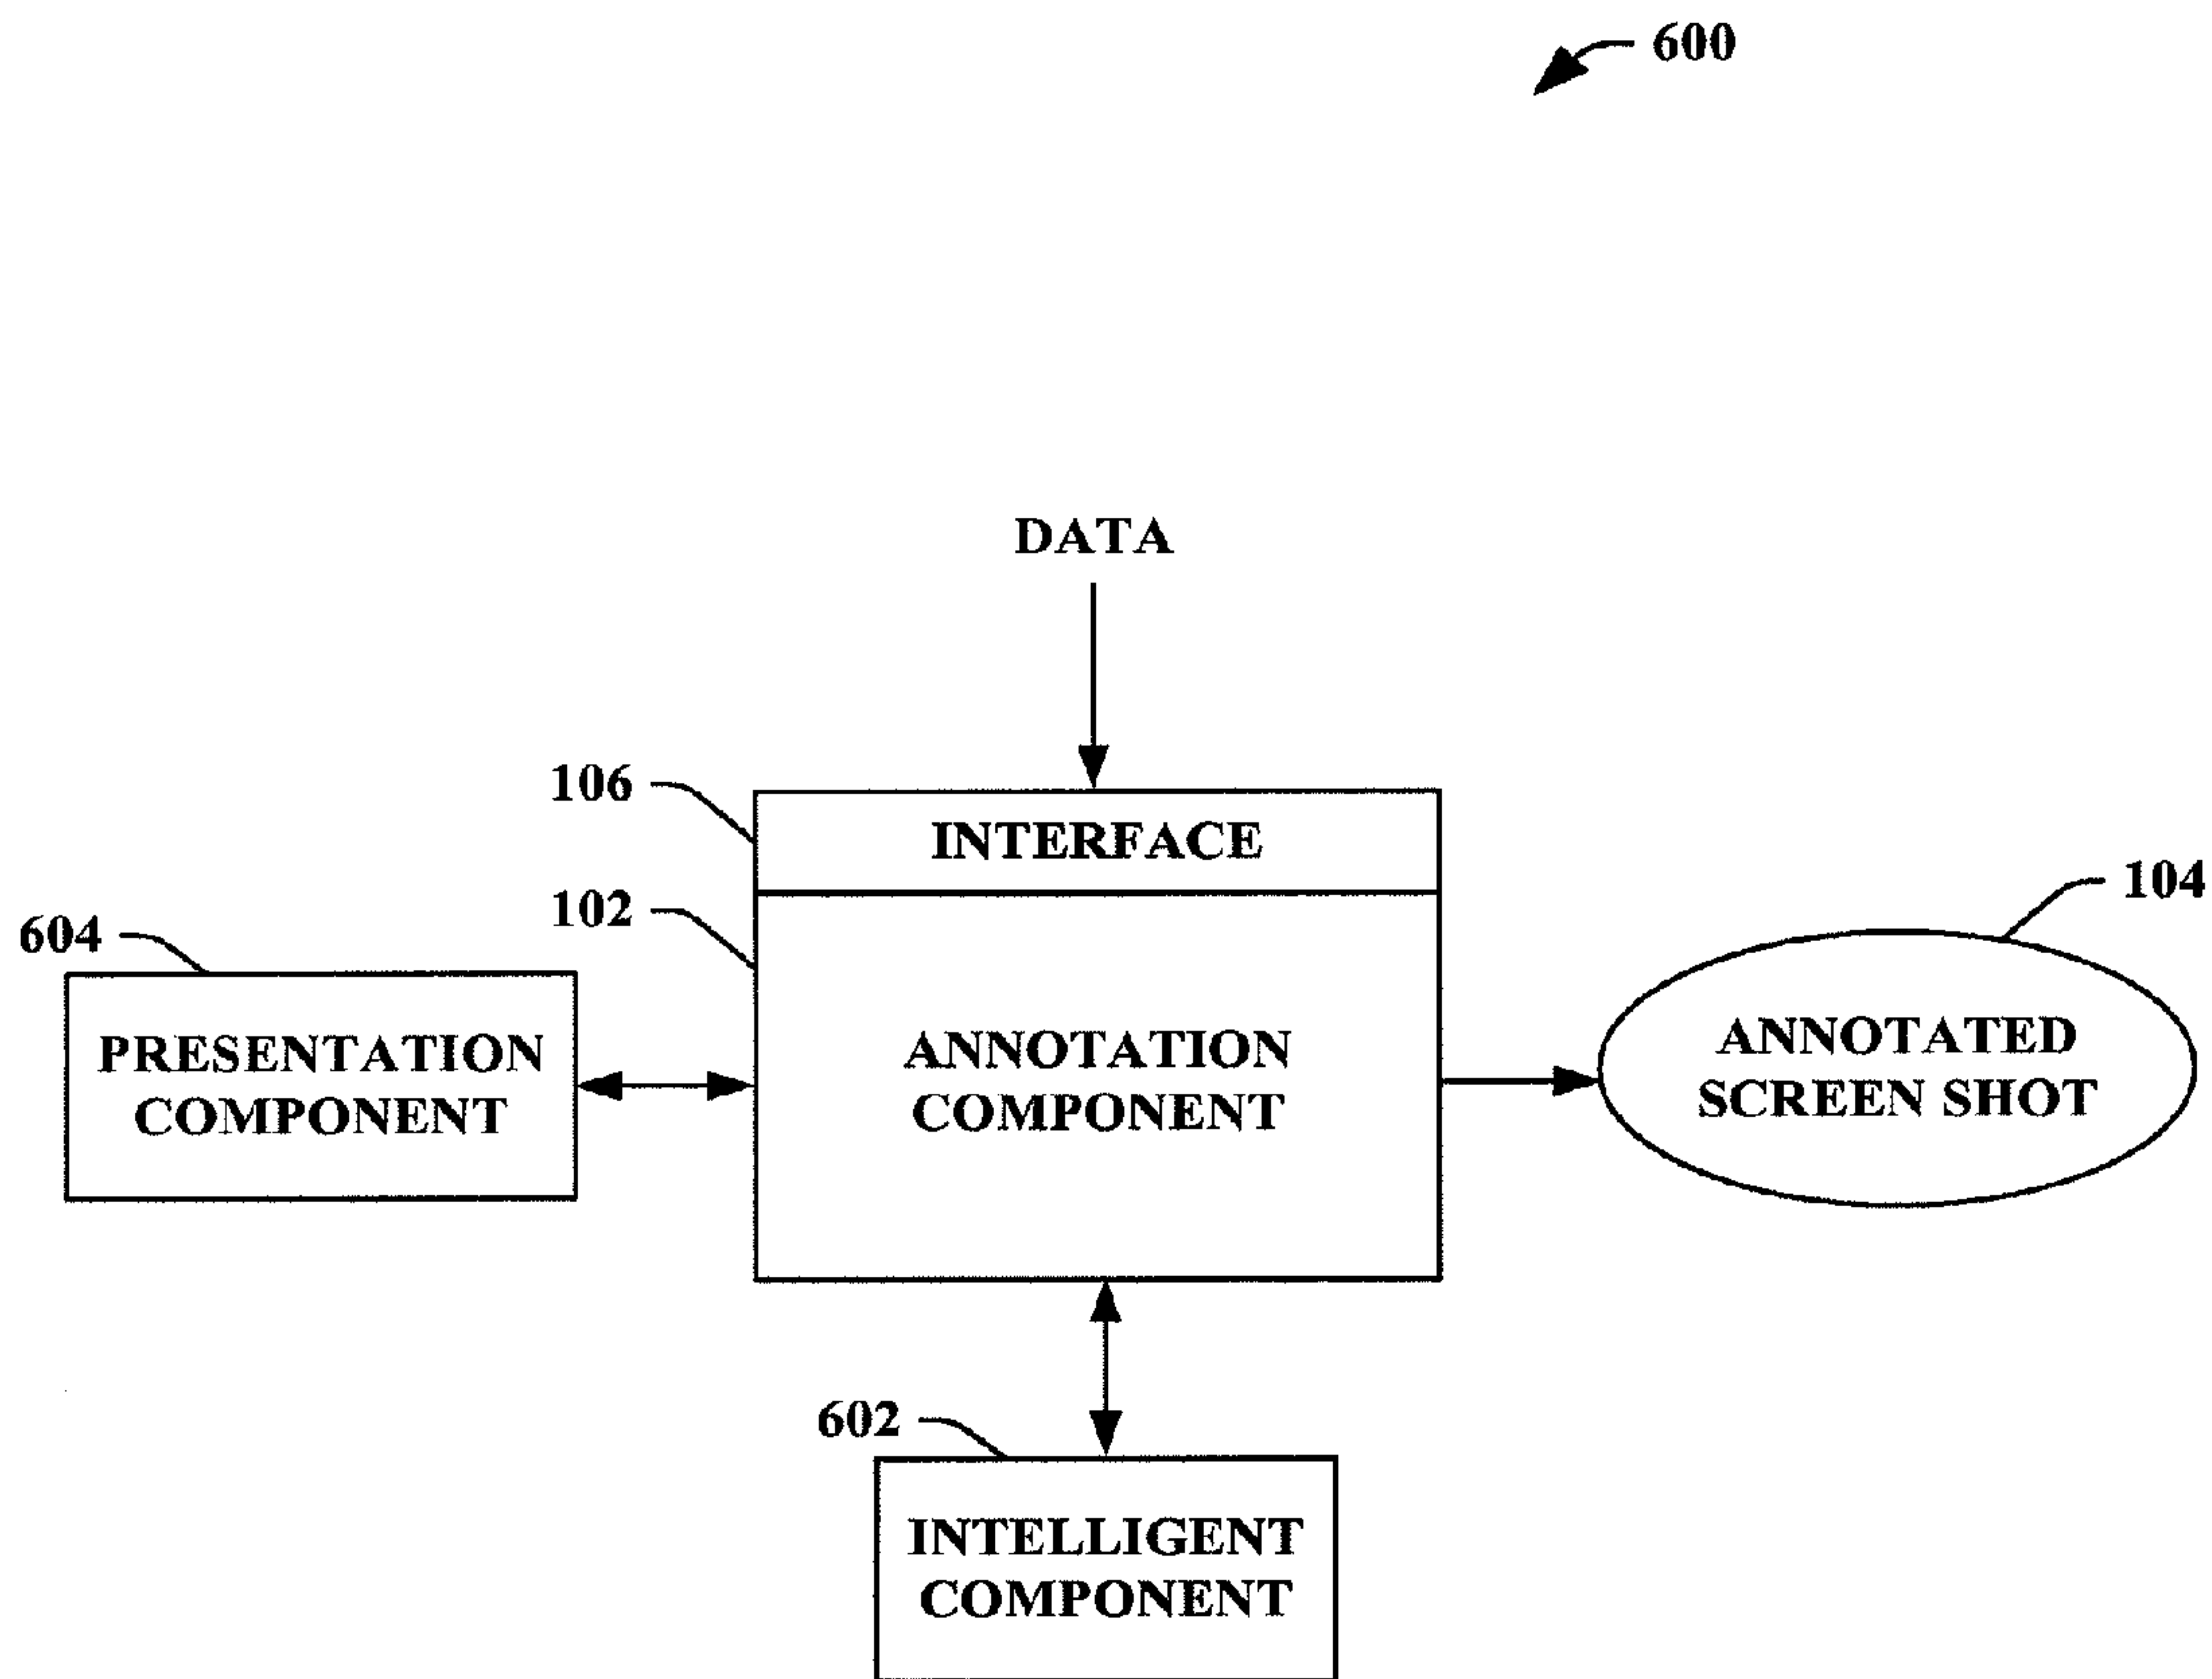 600
DATA
106
INTERFACE
102
104
604
PRESENTATION
COMPONENT
ANNOTATION
COMPONENT
ANNOTATED
SCREEN SHOT
602
INTELLIGENT
COMPONENT